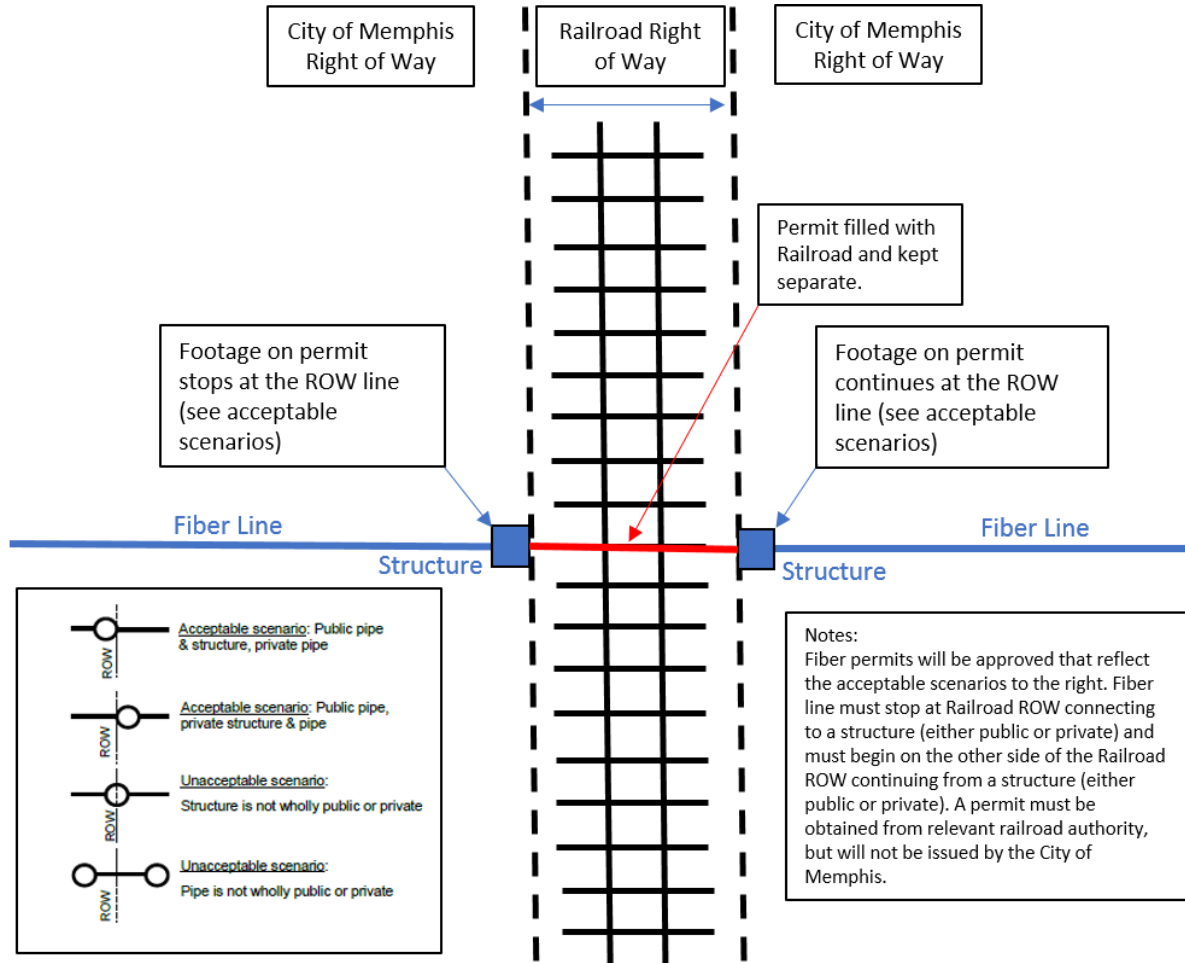 City of Memphis
Right of Way
Railroad Right
of Way
City of Memphis
Right of Way
Permit filled with
Railroad and kept
separate.
Footage on permit
stops at the ROW line
(see acceptable
scenarios)
Footage on permit
continues at the ROW
line (see acceptable
scenarios)
Fiber Line
Structure
Fiber Line
Structure
ROW
Acceptable scenario: Public pipe
& structure, private pipe
ROW
Acceptable scenario: Public pipe,
private structure & pipe
ROW
Unacceptable scenario:
Structure is not wholly public or private
ROW
Unacceptable scenario:
Pipe is not wholly public or private
Notes:
Fiber permits will be approved that reflect
the acceptable scenarios to the right. Fiber
line must stop at Railroad ROW connecting
to a structure (either public or private) and
must begin on the other side of the Railroad
ROW continuing from a structure (either
public or private). A permit must be
obtained from relevant railroad authority,
but will not be issued by the City of
Memphis.